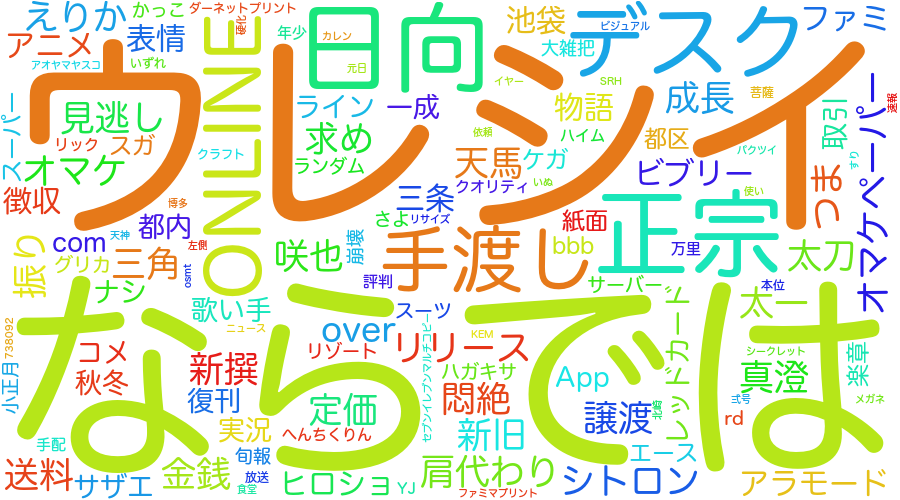 えりか
かっこ
ダーネットプリント
硬化
年少
カレン
日向
池袋
デスク
ビジュアル
ファミ
アニメ
表情
アオヤマヤスコ
いずれ
ONLINE
元日
大雑把
イヤー
SRH
菩薩
スーパー
見逃し
ウレシイ
ライン
一成
物語
成長
取引
速報
リック
スガ
求め
依頼
ハイム
都区
パクツイ
オマケ
クラフト
ランダム
天馬
ケガ
クオリティ
いぬ
ビブリー
すり
つま
オマケペーパー
徴収
博多
三条
リサイズ
さよ
紙面
使い
都内
天神
左側
com
手渡し
bbb
正宗
万里
太刀
振り
グリカ
三角
osmt
咲也
崩壊
評判
サーバー
本位
ナシ
歌い手
スーツ
レッドカード
太一
738092
ニュース
over
セブンイレブンマルチコピー
KEM
ならでは
コメ
リゾート
リリース
シークレット
小正月
秋冬
新撰
ハガキサ
App
真澄
楽章
復刊
定価
悶絶
譲渡
北崎
弍号
メガネ
rd
実況
へんちくりん
新旧
手配
旬報
エース
送料
サザエ
金銭
放送
食堂
ヒロショ
YJ
肩代わり
ファミマプリント
シトロン
アラモード